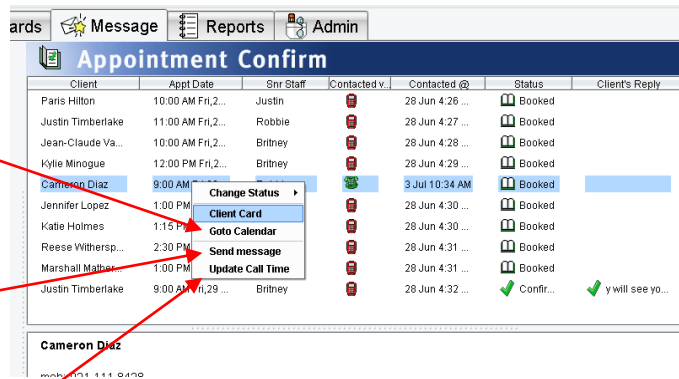 ards Message Reports Admin
Appointment Confirm
Client Appt Date Snr Staff Contacted v... Contacted @ Status Client's Reply
Paris Hilton 10:00 AM Fri,2... Justin 28 Jun 4:26 ... Booked
Justin Timberlake 11:00 AM Fri,2... Robbie 28 Jun 4:27 ... Booked
Jean-Claude Va... 10:00 AM Fri,2... Britney 28 Jun 4:28 ... Booked
Kylie Minogue 12:00 PM Fri,2... Britney 28 Jun 4:29 ... Booked
Cameron Diaz 9:00 AM 3 Jul 10:34 AM Booked
Change Status
Jennifer Lopez 1:00 PM 28 Jun 4:30 ... Booked
Client Card
Katie Holmes 1:15 P 28 Jun 4:30 ... Booked
Goto Calendar
Reese Withersp... 2:30 PM 28 Jun 4:31 ... Booked
Send message
Marshall Mather... 1:00 PM 28 Jun 4:31 ... Booked
Update Call Time
Justin Timberlake 9:00 AM Fri,29 ... Britney 28 Jun 4:32 ... Confir... y will see yo...
Cameron Diaz